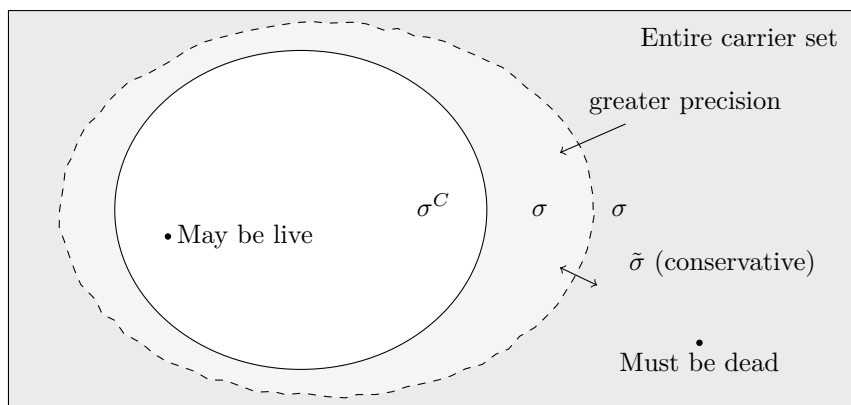 Entire carrier set
greater precision
σ^C
σ
σ
May be live
σ̃ (conservative)
Must be dead